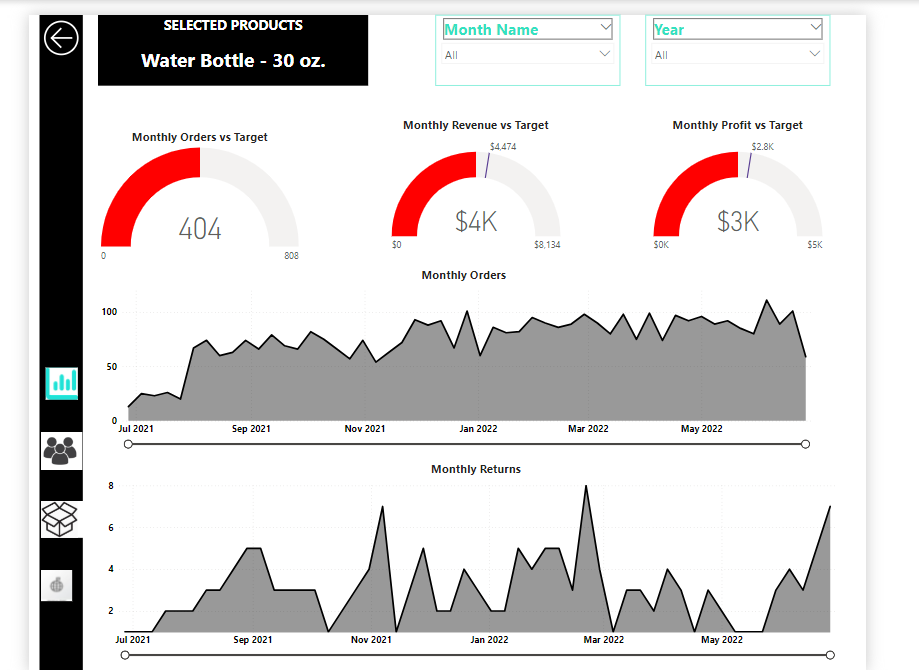 SELECTED PRODUCTS
Water Bottle - 30 oz.
Month Name
All
Year
All
Monthly Orders vs Target
404
0
808
Monthly Revenue vs Target
$4,474
$4K
$0
$8,134
Monthly Profit vs Target
$2.8K
$3K
$0K
$5K
Monthly Orders
100
50
0
Jul 2021 Sep 2021 Nov 2021 Jan 2022 Mar 2022 May 2022
Monthly Returns
8
6
4
2
Jul 2021 Sep 2021 Nov 2021 Jan 2022 Mar 2022 May 2022